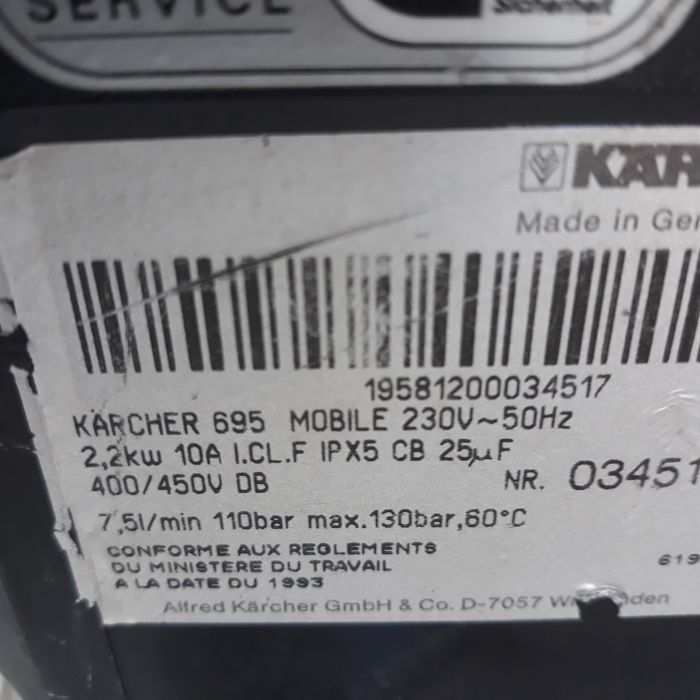 SERVICE
Sicherheit
KÄR
Made in Ger
19581200034517
KÄRCHER 695 MOBILE 230V~50Hz
2,2kw 10A I.CL.F IPX5 CB 25µF
400/450V DB
NR. 03451
7,5l/min 110bar max.130bar,60°C
CONFORME AUX REGLEMENTS
DU MINISTERE DU TRAVAIL
A LA DATE DU 1993
619
Alfred Kärcher GmbH & Co. D-7057